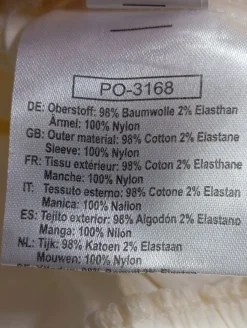 PO-3168
DE: Oberstoff: 98% Baumwolle 2% Elasthan
Ärmel: 100% Nylon
GB: Outer material: 98% Cotton 2% Elastane
Sleeve: 100% Nylon
FR: Tissu extérieur: 98% Coton 2% Elasthane
Manche: 100% Nylon
IT: Tessuto esterno: 98% Cotone 2% Elastan
Manica: 100% Nailon
ES: Tejito exterior: 98% Algodón 2% Elastano
Manga: 100% Nilón
NL: Tijk: 98% Katoen 2% Elastaan
Mouwen: 100% Nylon